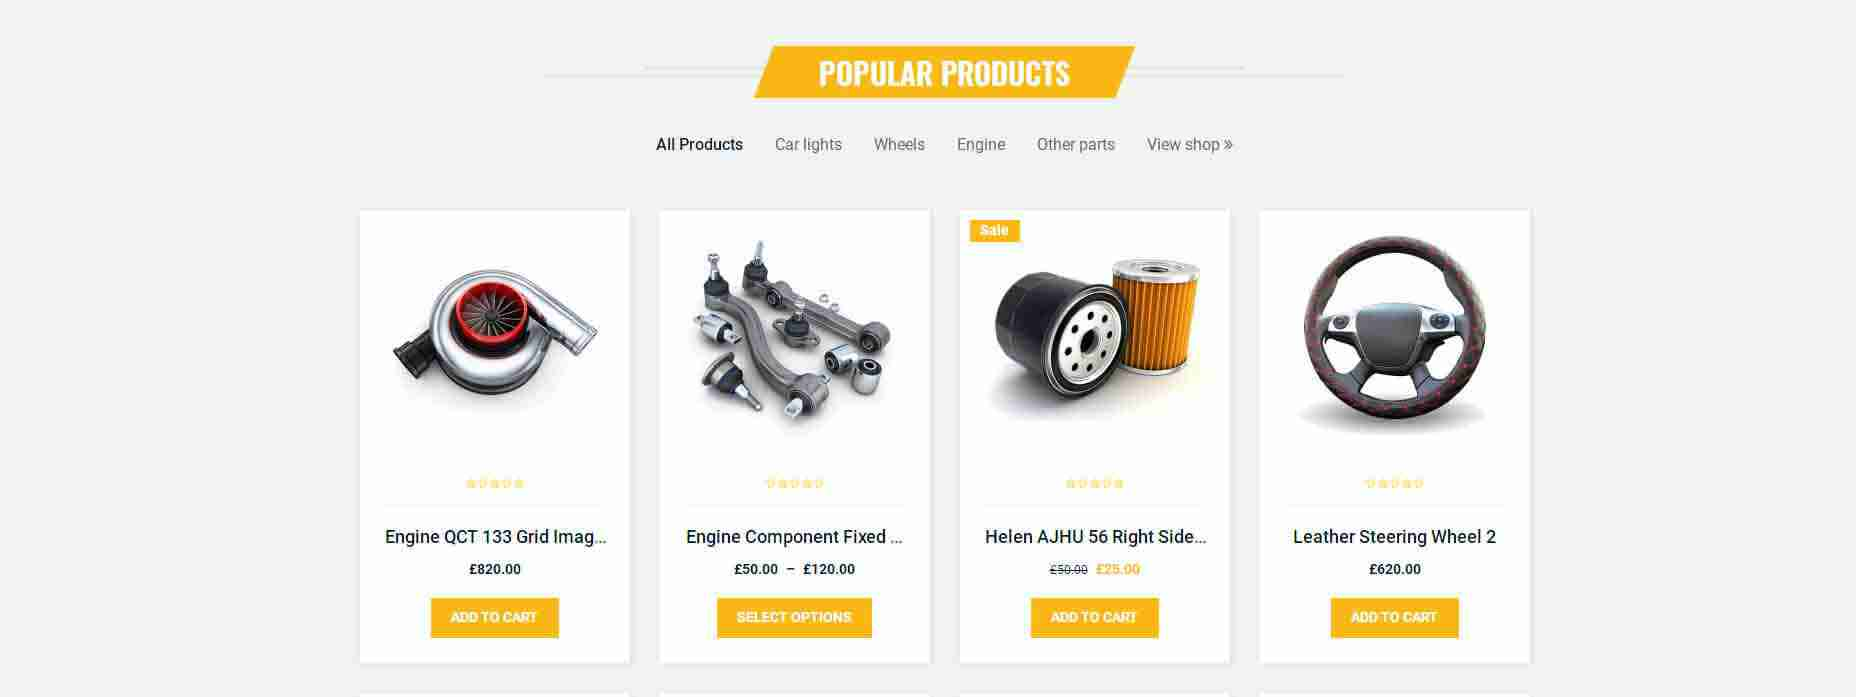 POPULAR PRODUCTS
All Products Car lights Wheels Engine Other parts View shop »
Sale
Engine QCT 133 Grid Imag... Engine Component Fixed ... Helen AJHU 56 Right Side... Leather Steering Wheel 2
£820.00 £50.00 – £120.00 £50.00 £25.00 £620.00
ADD TO CART SELECT OPTIONS ADD TO CART ADD TO CART